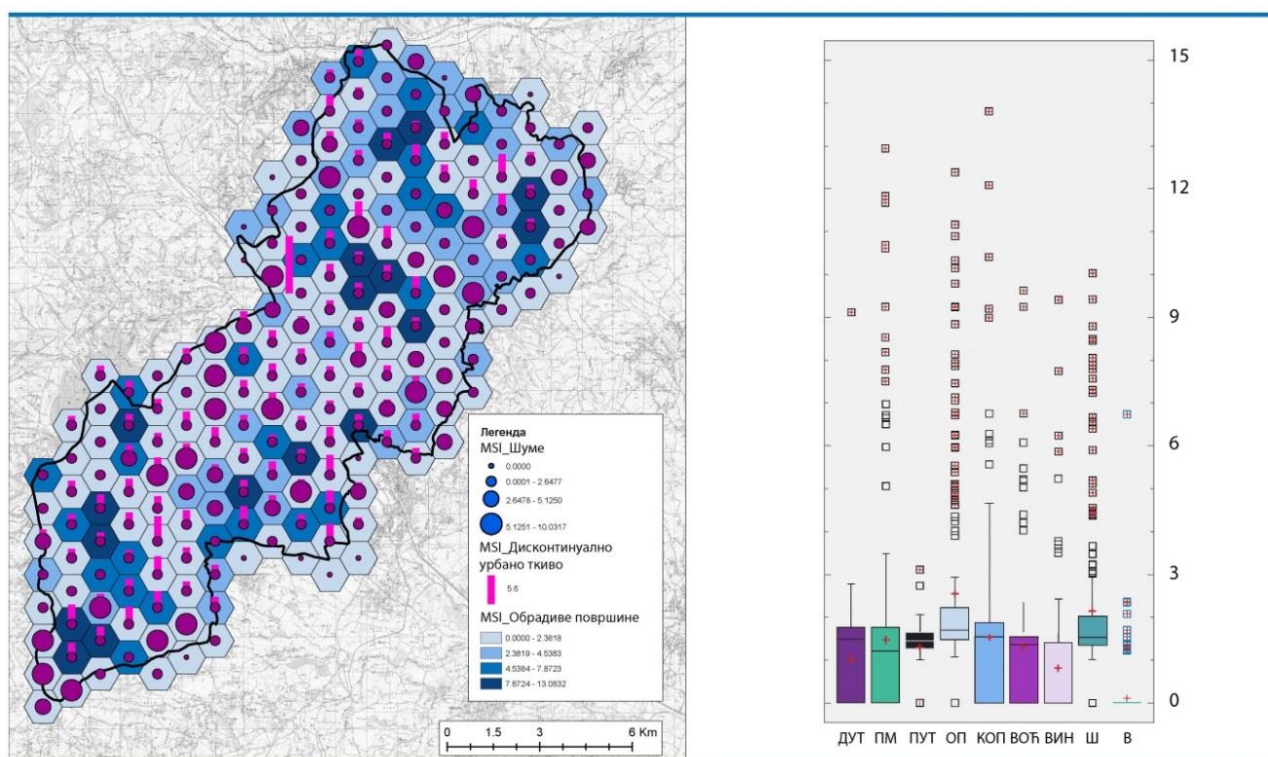 Легенда
MSI_Шуме
0.0000
0.0001 - 2.6477
2.6478 - 5.1250
5.1251 - 10.0317
MSI_Дисконтинуално
урбано ткиво
5.6
MSI_Обрадиве површине
0.0000 - 2.3818
2.3819 - 4.5383
4.5384 - 7.8723
7.8724 - 13.0832
0 1.5 3 6 Km
15
12
9
6
3
0
ДУТ ПМ ПУТ ОП КОП ВОЋ ВИН Ш В